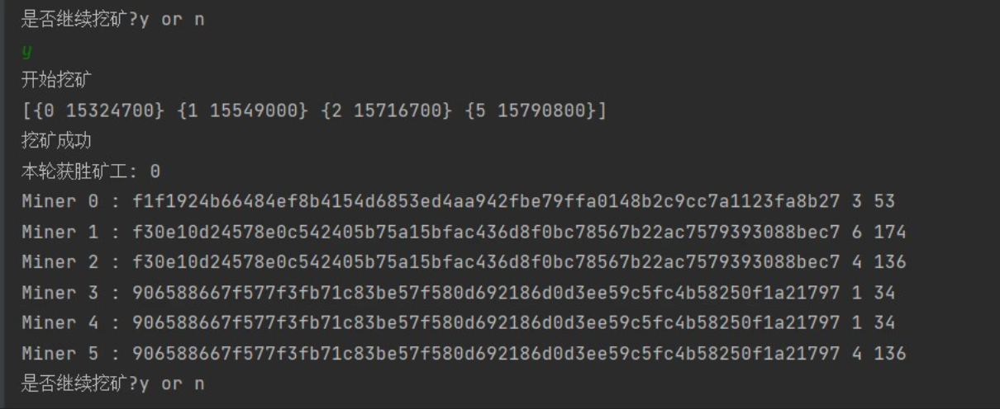 是否继续挖矿?y or n
y
开始挖矿
[{0 15324700} {1 15549000} {2 15716700} {5 15790800}]
挖矿成功
本轮获胜矿工: 0
Miner 0 : f1f1924b66484ef8b4154d6853ed4aa942fbe79ffa0148b2c9cc7a1123fa8b27 3 53
Miner 1 : f30e10d24578e0c542405b75a15bfac436d8f0bc78567b22ac7579393088bec7 6 174
Miner 2 : f30e10d24578e0c542405b75a15bfac436d8f0bc78567b22ac7579393088bec7 4 136
Miner 3 : 906588667f577f3fb71c83be57f580d692186d0d3ee59c5fc4b58250f1a21797 1 34
Miner 4 : 906588667f577f3fb71c83be57f580d692186d0d3ee59c5fc4b58250f1a21797 1 34
Miner 5 : 906588667f577f3fb71c83be57f580d692186d0d3ee59c5fc4b58250f1a21797 4 136
是否继续挖矿?y or n